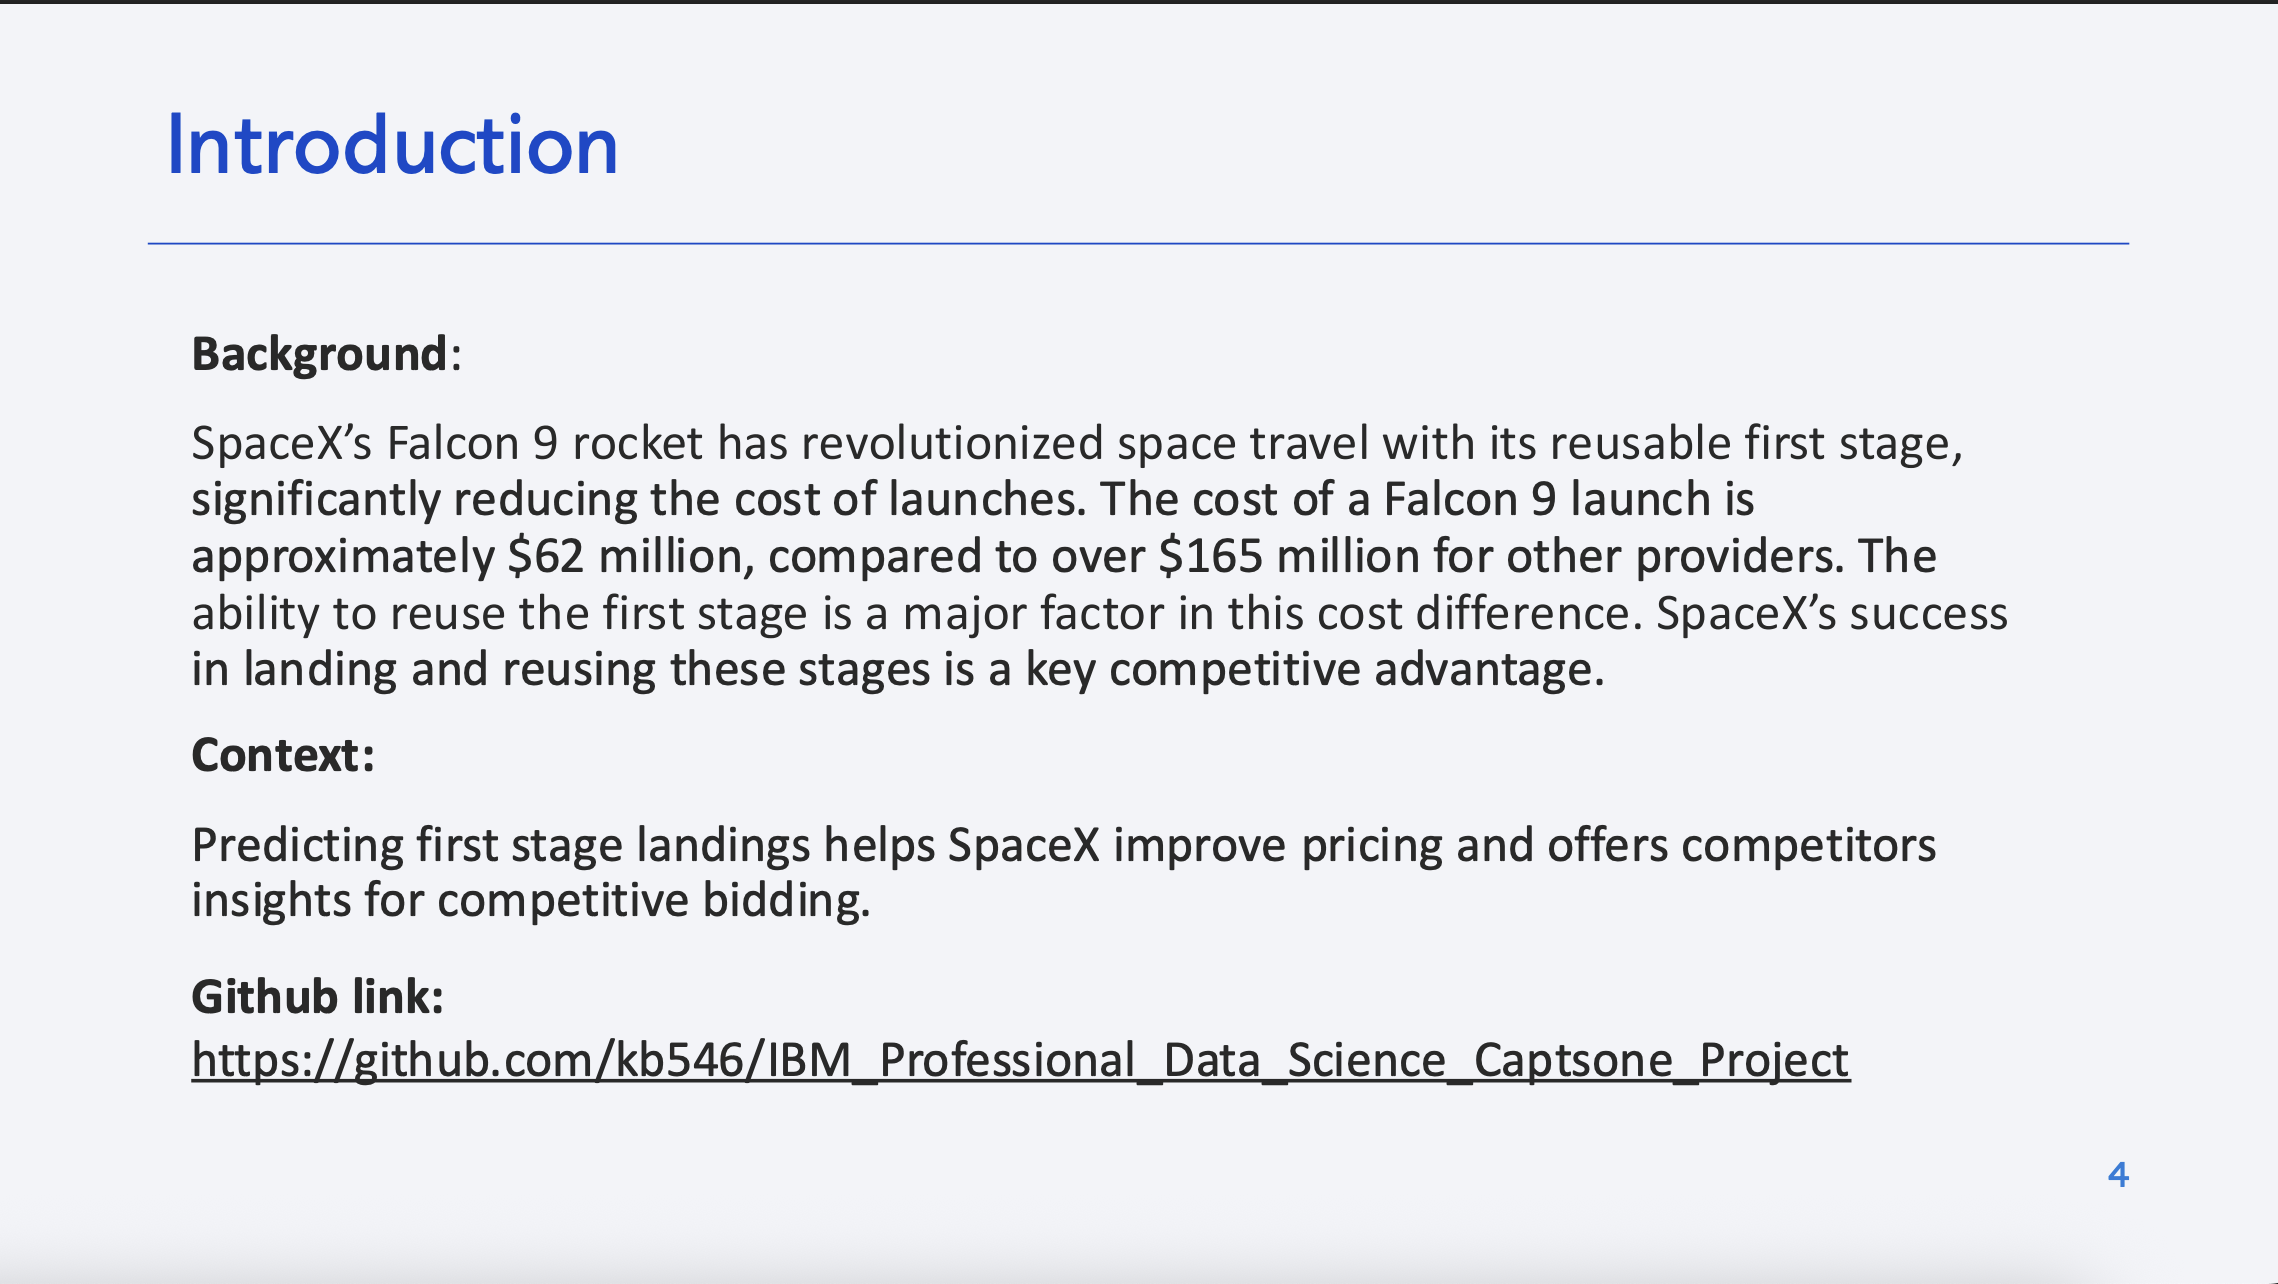 Introduction
Background:
SpaceX’s Falcon 9 rocket has revolutionized space travel with its reusable first stage,
significantly reducing the cost of launches. The cost of a Falcon 9 launch is
approximately $62 million, compared to over $165 million for other providers. The
ability to reuse the first stage is a major factor in this cost difference. SpaceX’s success
in landing and reusing these stages is a key competitive advantage.
Context:
Predicting first stage landings helps SpaceX improve pricing and offers competitors
insights for competitive bidding.
Github link:
https://github.com/kb546/IBM_Professional_Data_Science_Captsone_Project
4